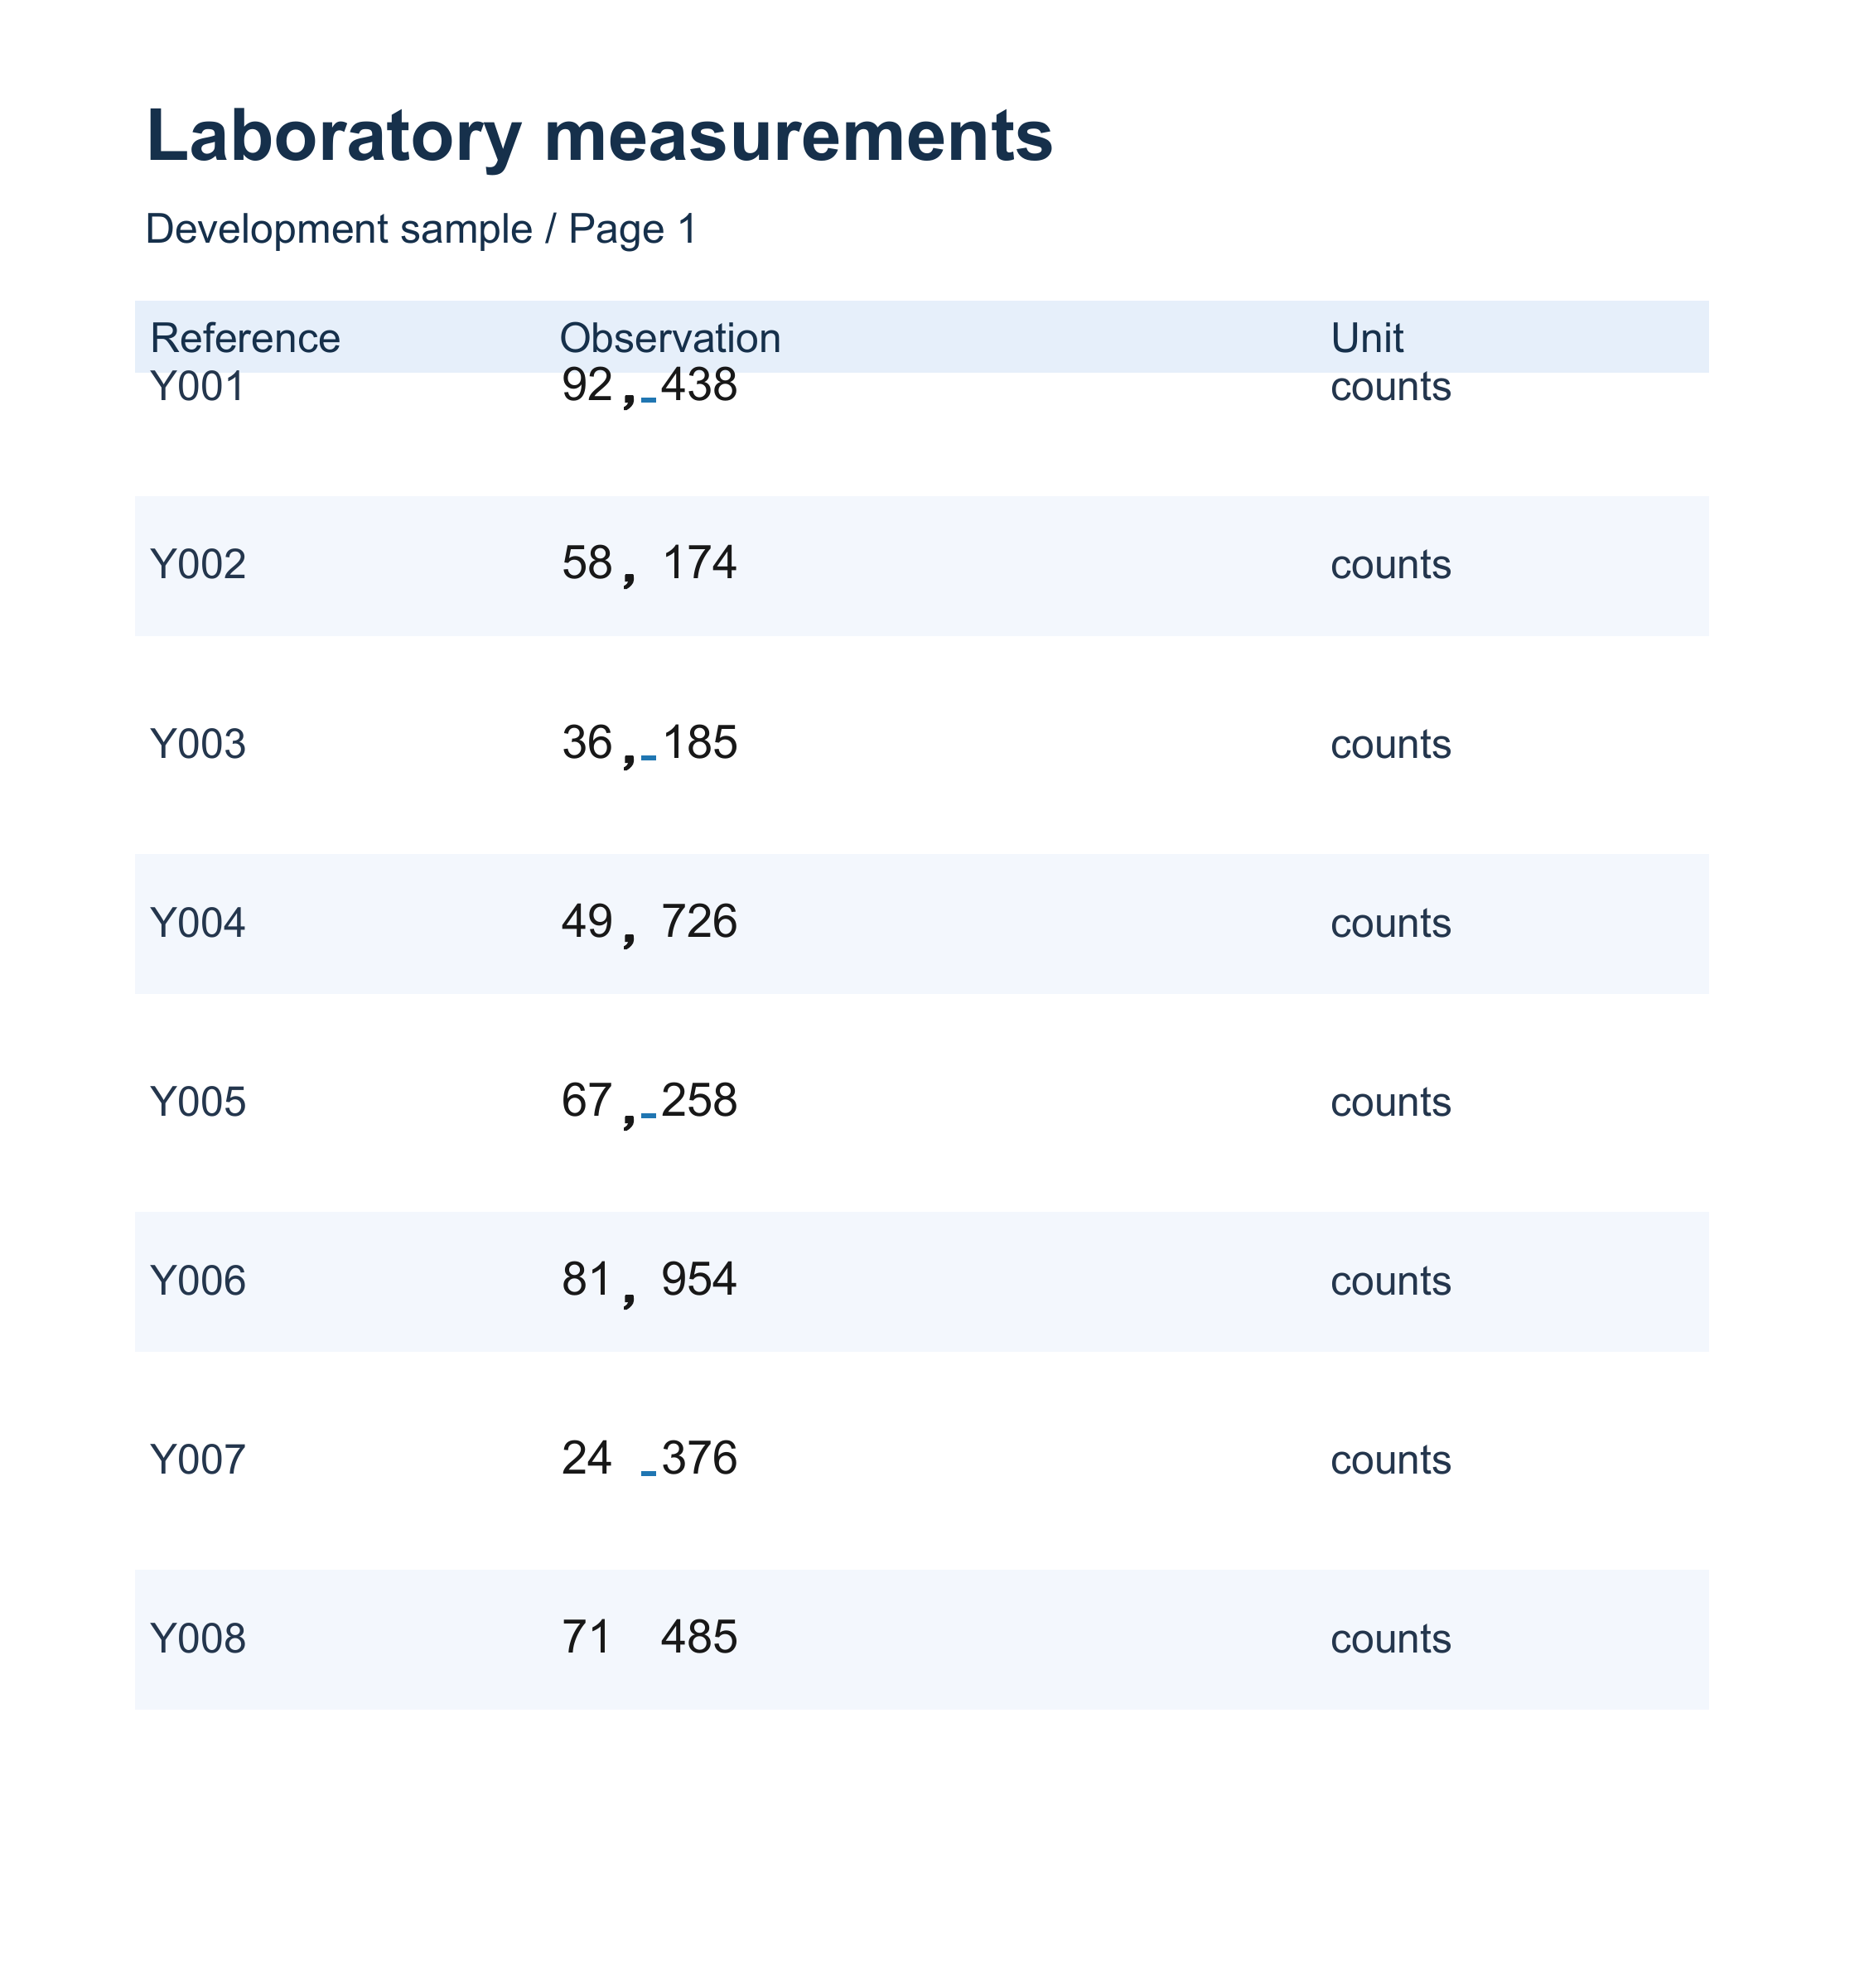 Laboratory measurements
Development sample / Page 1
Reference Observation Unit
Y001 92,_438 counts
Y002 58, 174 counts
Y003 36,_185 counts
Y004 49, 726 counts
Y005 67,_258 counts
Y006 81, 954 counts
Y007 24 _376 counts
Y008 71 485 counts